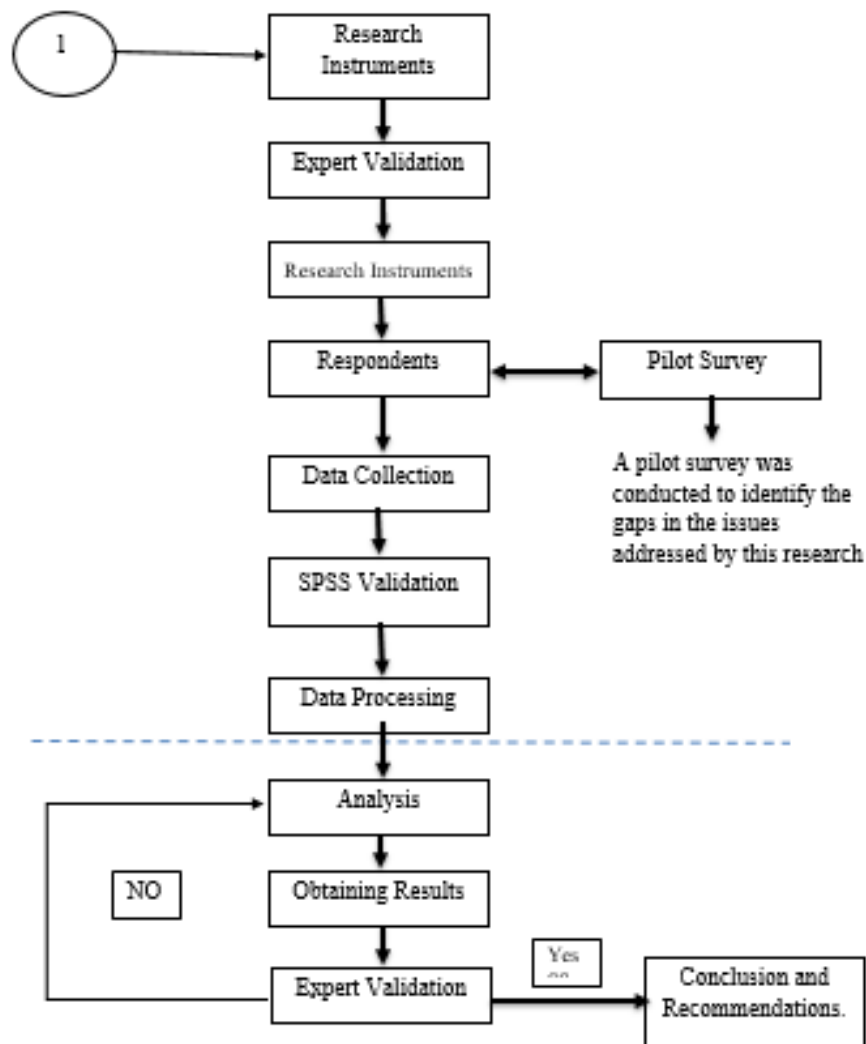 1
Research
Instruments
Expert Validation
Research Instruments
Respondents
Pilot Survey
A pilot survey was
conducted to identify the
gaps in the issues
addressed by this research
Data Collection
SPSS Validation
Data Processing
Analysis
NO
Obtaining Results
Yes
Expert Validation
Conclusion and
Recommendations.